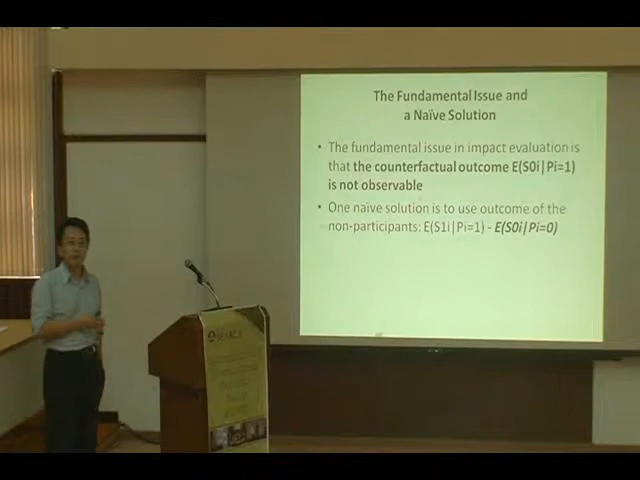 The Fundamental Issue and
a Naïve Solution
• The fundamental issue in impact evaluation is
that the counterfactual outcome E(S0i|Pi=1)
is not observable
• One naïve solution is to use outcome of the
non-participants: E(S1i|Pi=1) - E(S0i|Pi=0)